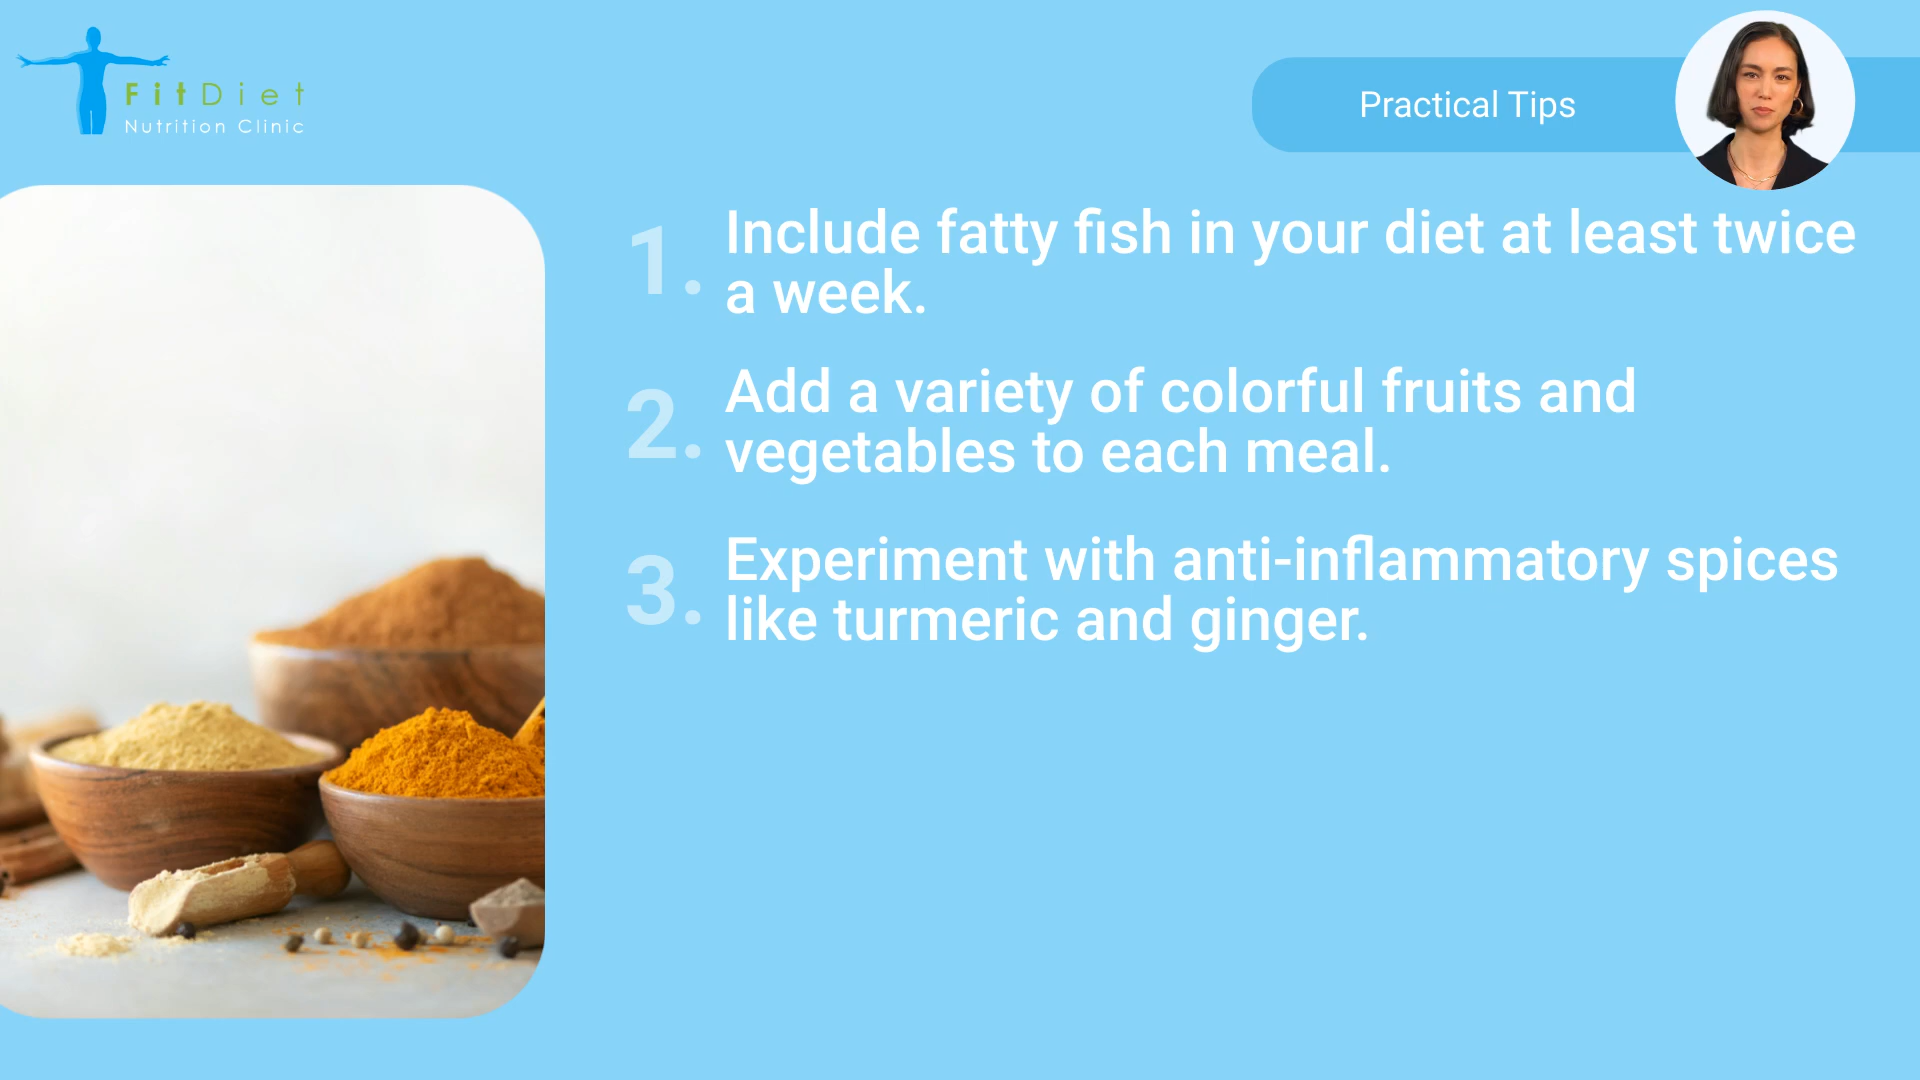 FitDiet
Nutrition Clinic
Practical Tips
1. Include fatty fish in your diet at least twice
a week.
2. Add a variety of colorful fruits and
vegetables to each meal.
3. Experiment with anti-inflammatory spices
like turmeric and ginger.